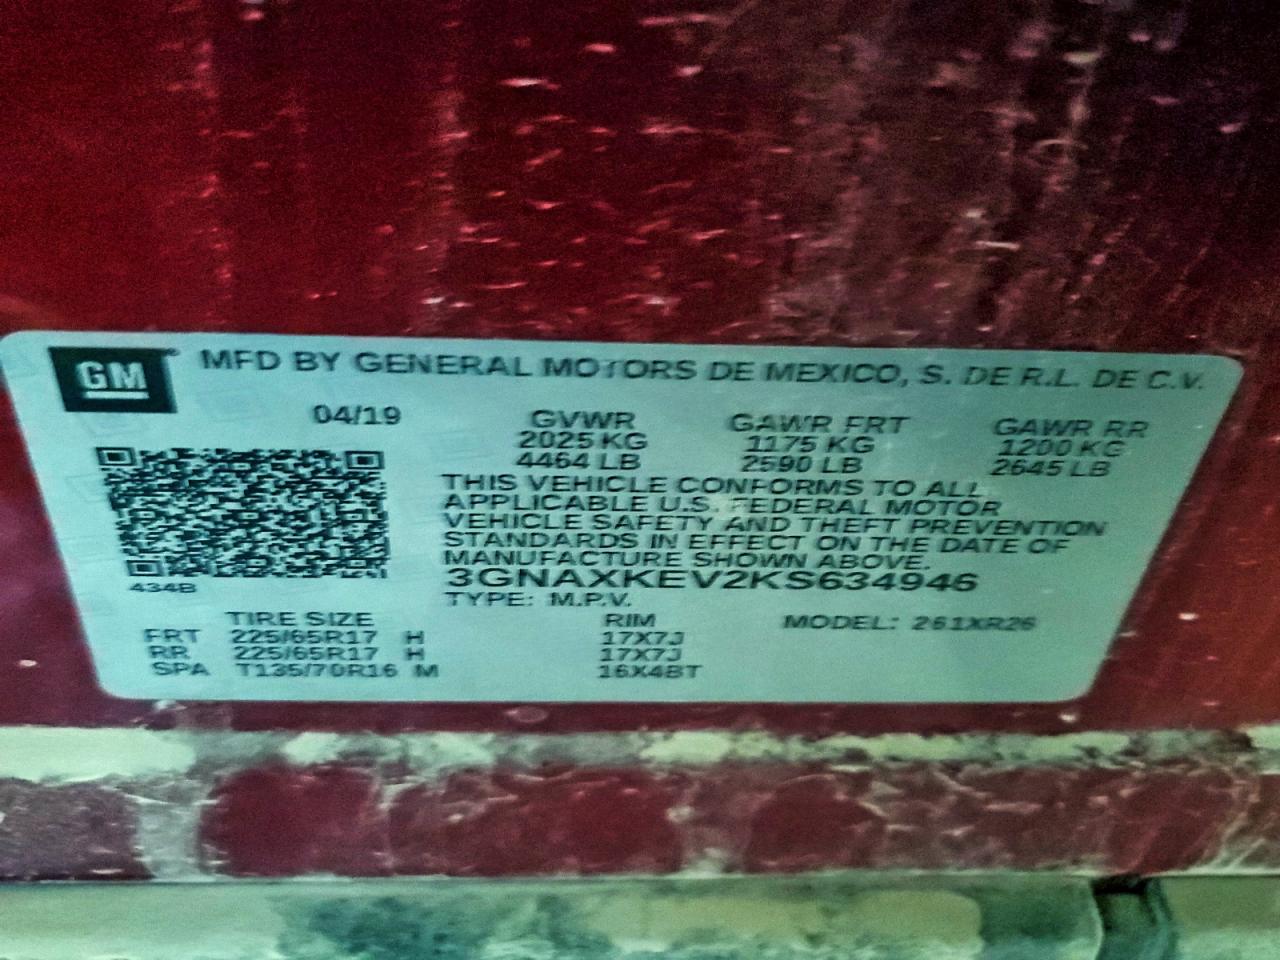 GM
MFD BY GENERAL MOTORS DE MEXICO, S. DE R.L. DE C.V.
04/19 GVWR GAWR FRT GAWR RR
2025 KG 1175 KG 1200 KG
4464 LB 2590 LB 2645 LB
THIS VEHICLE CONFORMS TO ALL
APPLICABLE U.S. FEDERAL MOTOR
VEHICLE SAFETY AND THEFT PREVENTION
STANDARDS IN EFFECT ON THE DATE OF
MANUFACTURE SHOWN ABOVE.
434B
3GNAXKEV2KS634946
TYPE: M.P.V.
TIRE SIZE RIM MODEL: 261XR26
FRT 225/65R17 H 17X7J
RR 225/65R17 H 17X7J
SPA T135/70R16 M 16X4BT